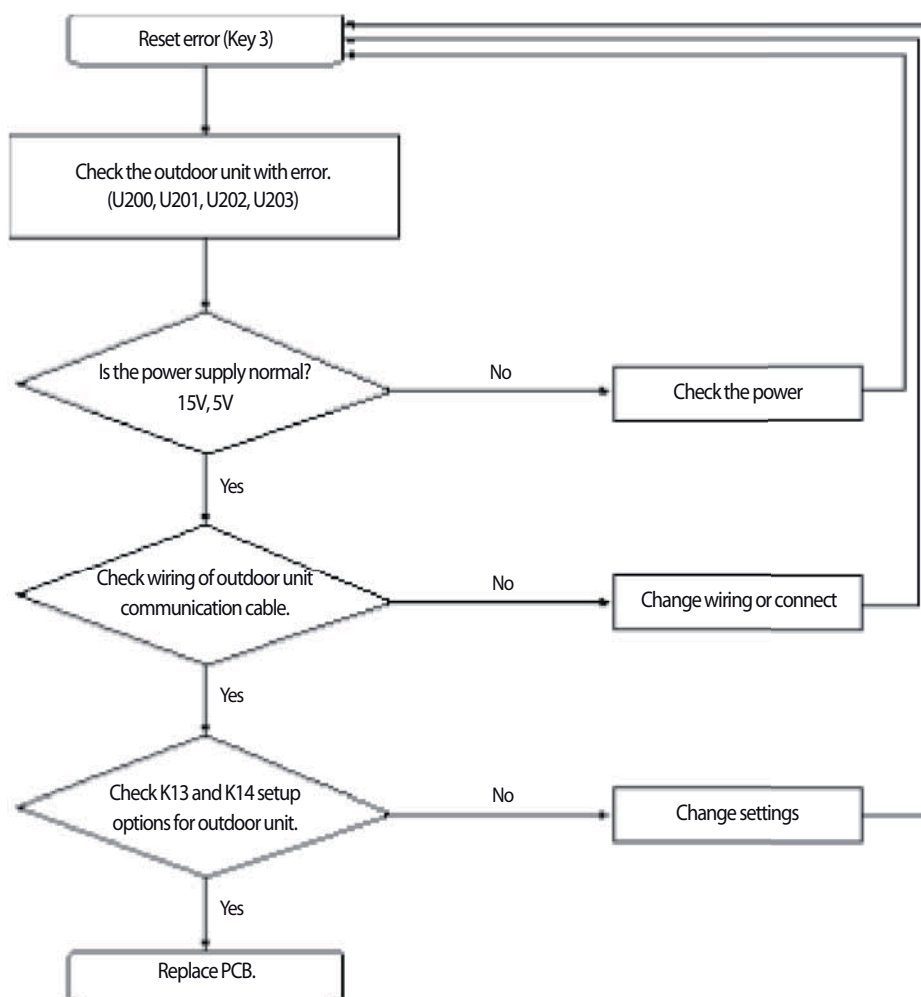 Reset error (Key 3)
Check the outdoor unit with error.
(U200, U201, U202, U203)
Is the power supply normal?
15V, 5V
No
Check the power
Yes
Check wiring of outdoor unit
communication cable.
No
Change wiring or connect
Yes
Check K13 and K14 setup
options for outdoor unit.
No
Change settings
Yes
Replace PCB.